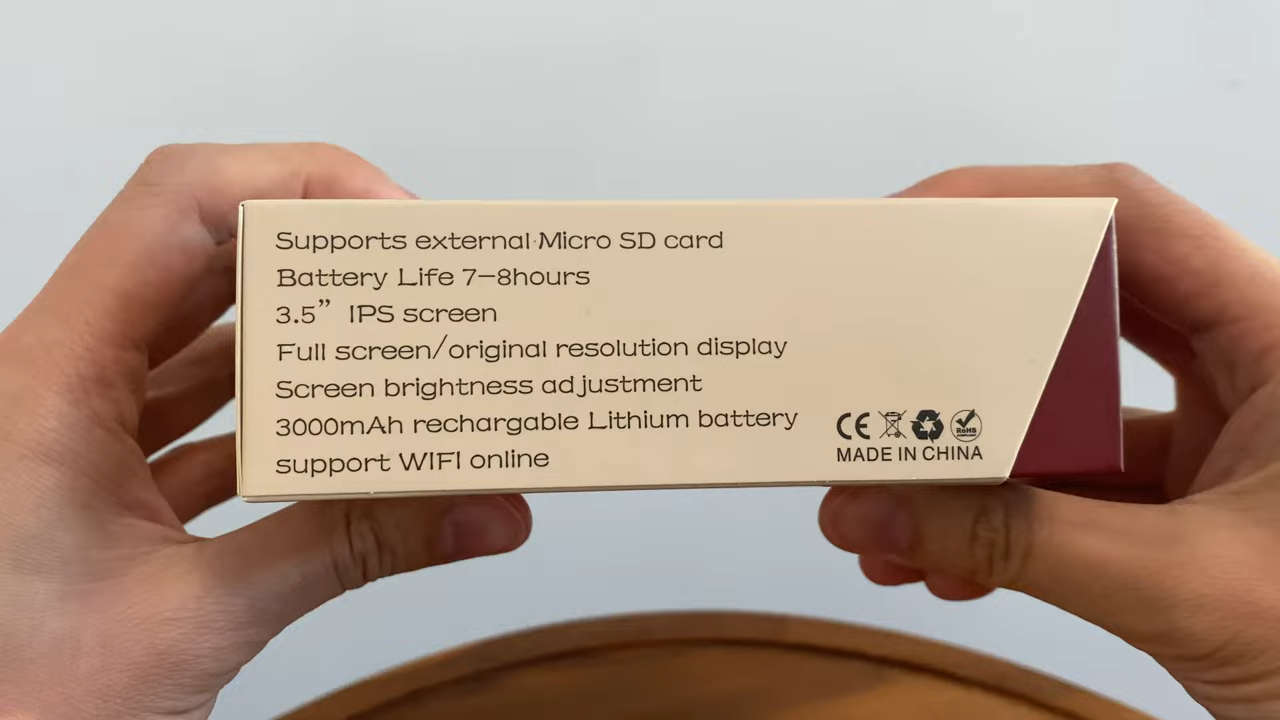 Supports external Micro SD card
Battery Life 7-8hours
3.5” IPS screen
Full screen/original resolution display
Screen brightness adjustment
3000mAh rechargable Lithium battery
support WIFI online
CE
RoHS
MADE IN CHINA